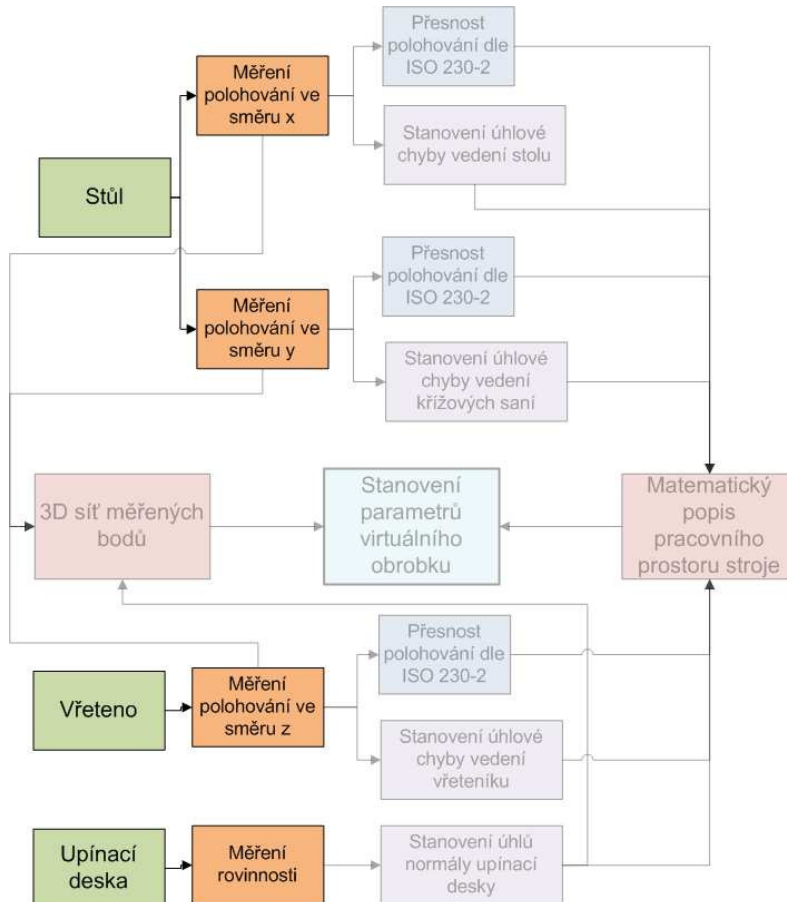 Přesnost
polohování dle
ISO 230-2
Měření
polohování ve
směru x
Stanovení úhlové
chyby vedení stolu
Stůl
Přesnost
polohování dle
ISO 230-2
Měření
polohování ve
směru y
Stanovení úhlové
chyby vedení
křížových saní
3D síť měřených
bodů
Stanovení
parametrů
virtuálního
obrobku
Matematický
popis
pracovního
prostoru stroje
Přesnost
polohování dle
ISO 230-2
Vřeteno
Měření
polohování ve
směru z
Stanovení úhlové
chyby vedení
vřeteníku
Upínací
deska
Měření
rovinnosti
Stanovení úhlů
normály upínací
desky